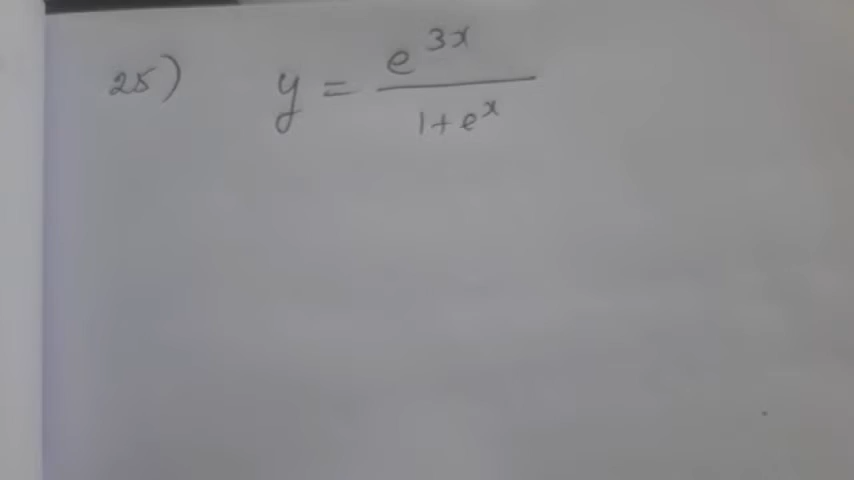 25) y = e^{3x} / 1+e^x